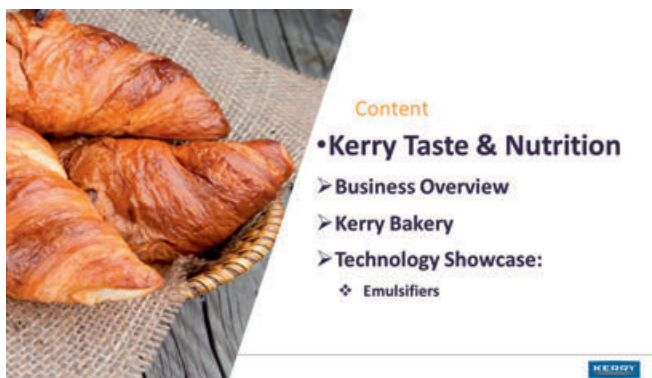 Content
•Kerry Taste & Nutrition
➢Business Overview
➢Kerry Bakery
➢Technology Showcase:
❖ Emulsifiers
KERRY